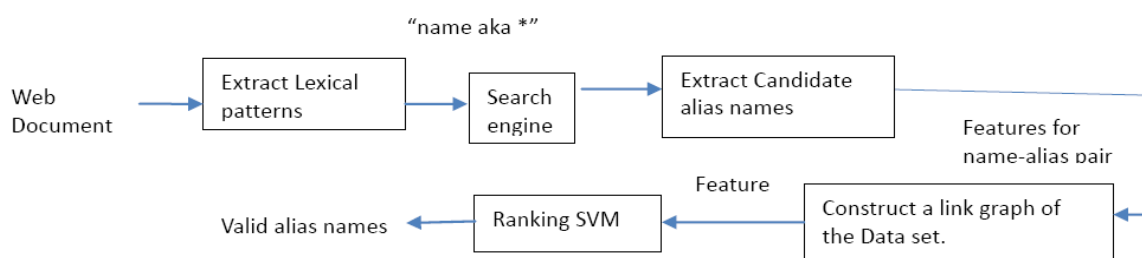 “name aka *”
Web
Document
Extract Lexical
patterns
Search
engine
Extract Candidate
alias names
Features for
name-alias pair
Construct a link graph of
the Data set.
Feature
Ranking SVM
Valid alias names